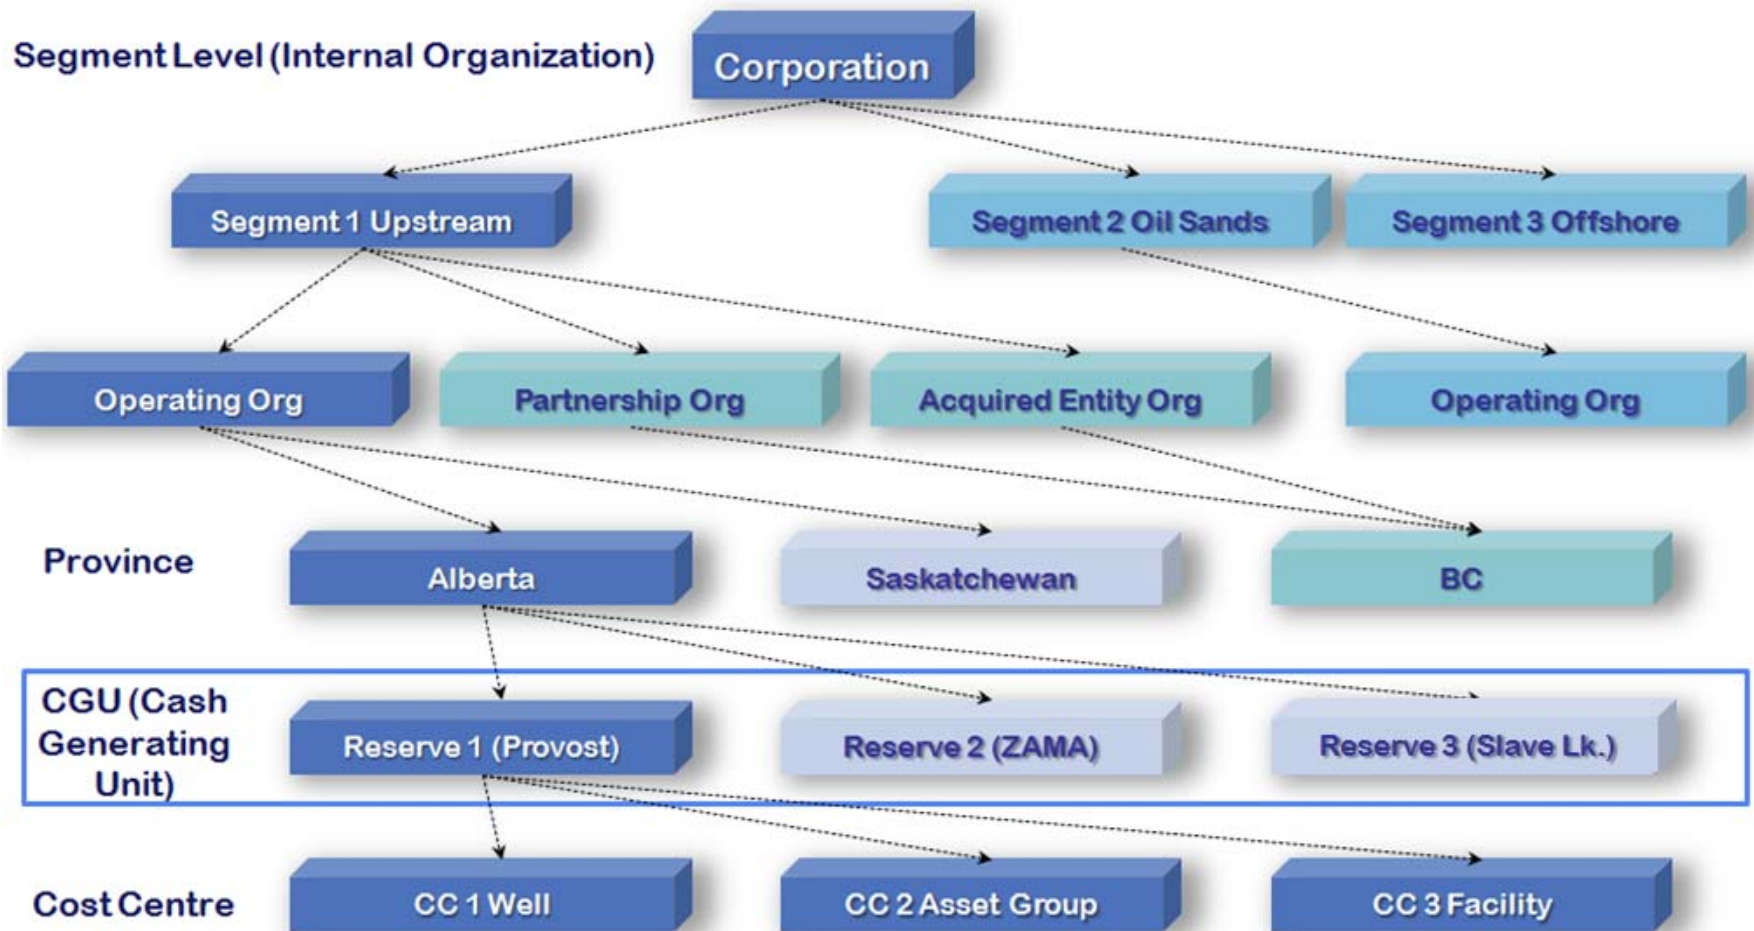 Segment Level (Internal Organization)
Corporation
Segment 1 Upstream
Segment 2 Oil Sands
Segment 3 Offshore
Operating Org
Partnership Org
Acquired Entity Org
Operating Org
Province
Alberta
Saskatchewan
BC
CGU (Cash
Generating
Unit)
Reserve 1 (Provost)
Reserve 2 (ZAMA)
Reserve 3 (Slave Lk.)
Cost Centre
CC 1 Well
CC 2 Asset Group
CC 3 Facility